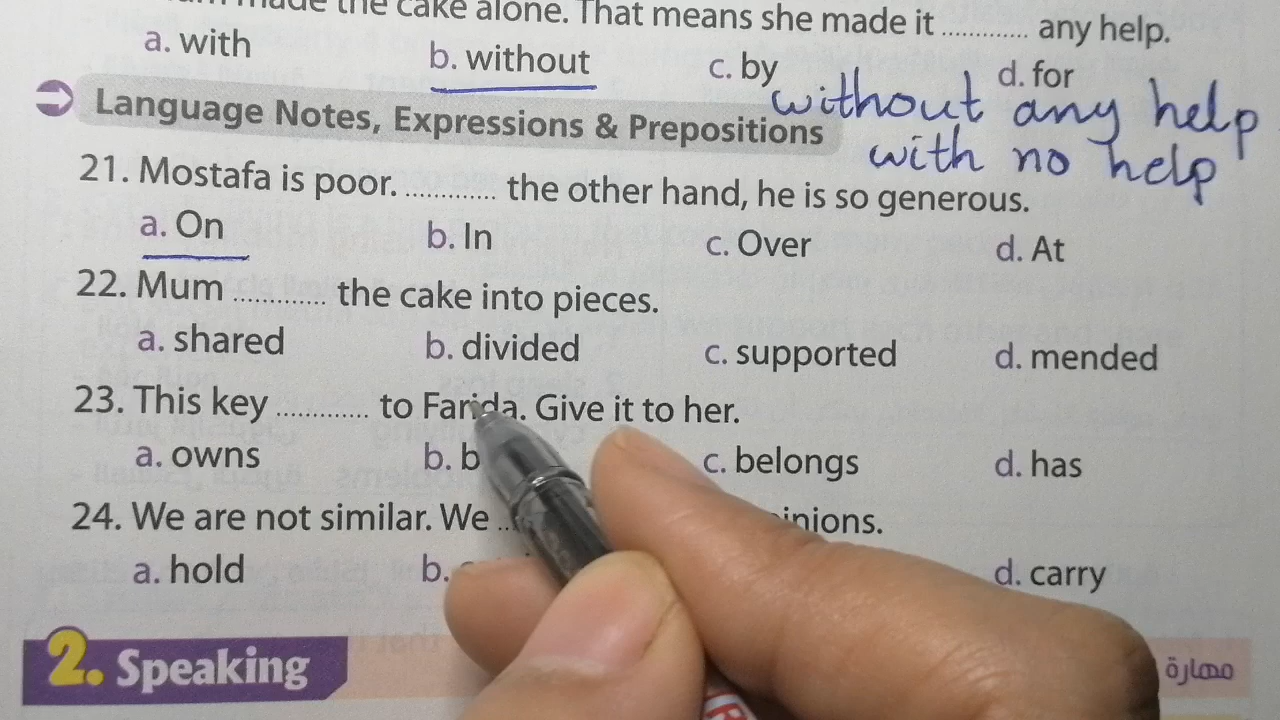 made the cake alone. That means she made it ............ any help.
a. with b. without c. by d. for
without any help
Language Notes, Expressions & Prepositions
with no help
21. Mostafa is poor. ............ the other hand, he is so generous.
a. On b. In c. Over d. At
22. Mum ............ the cake into pieces.
a. shared b. divided c. supported d. mended
23. This key ............ to Farida. Give it to her.
a. owns b. b c. belongs d. has
24. We are not similar. We ... inions.
a. hold b. d. carry
2. Speaking
مهارة